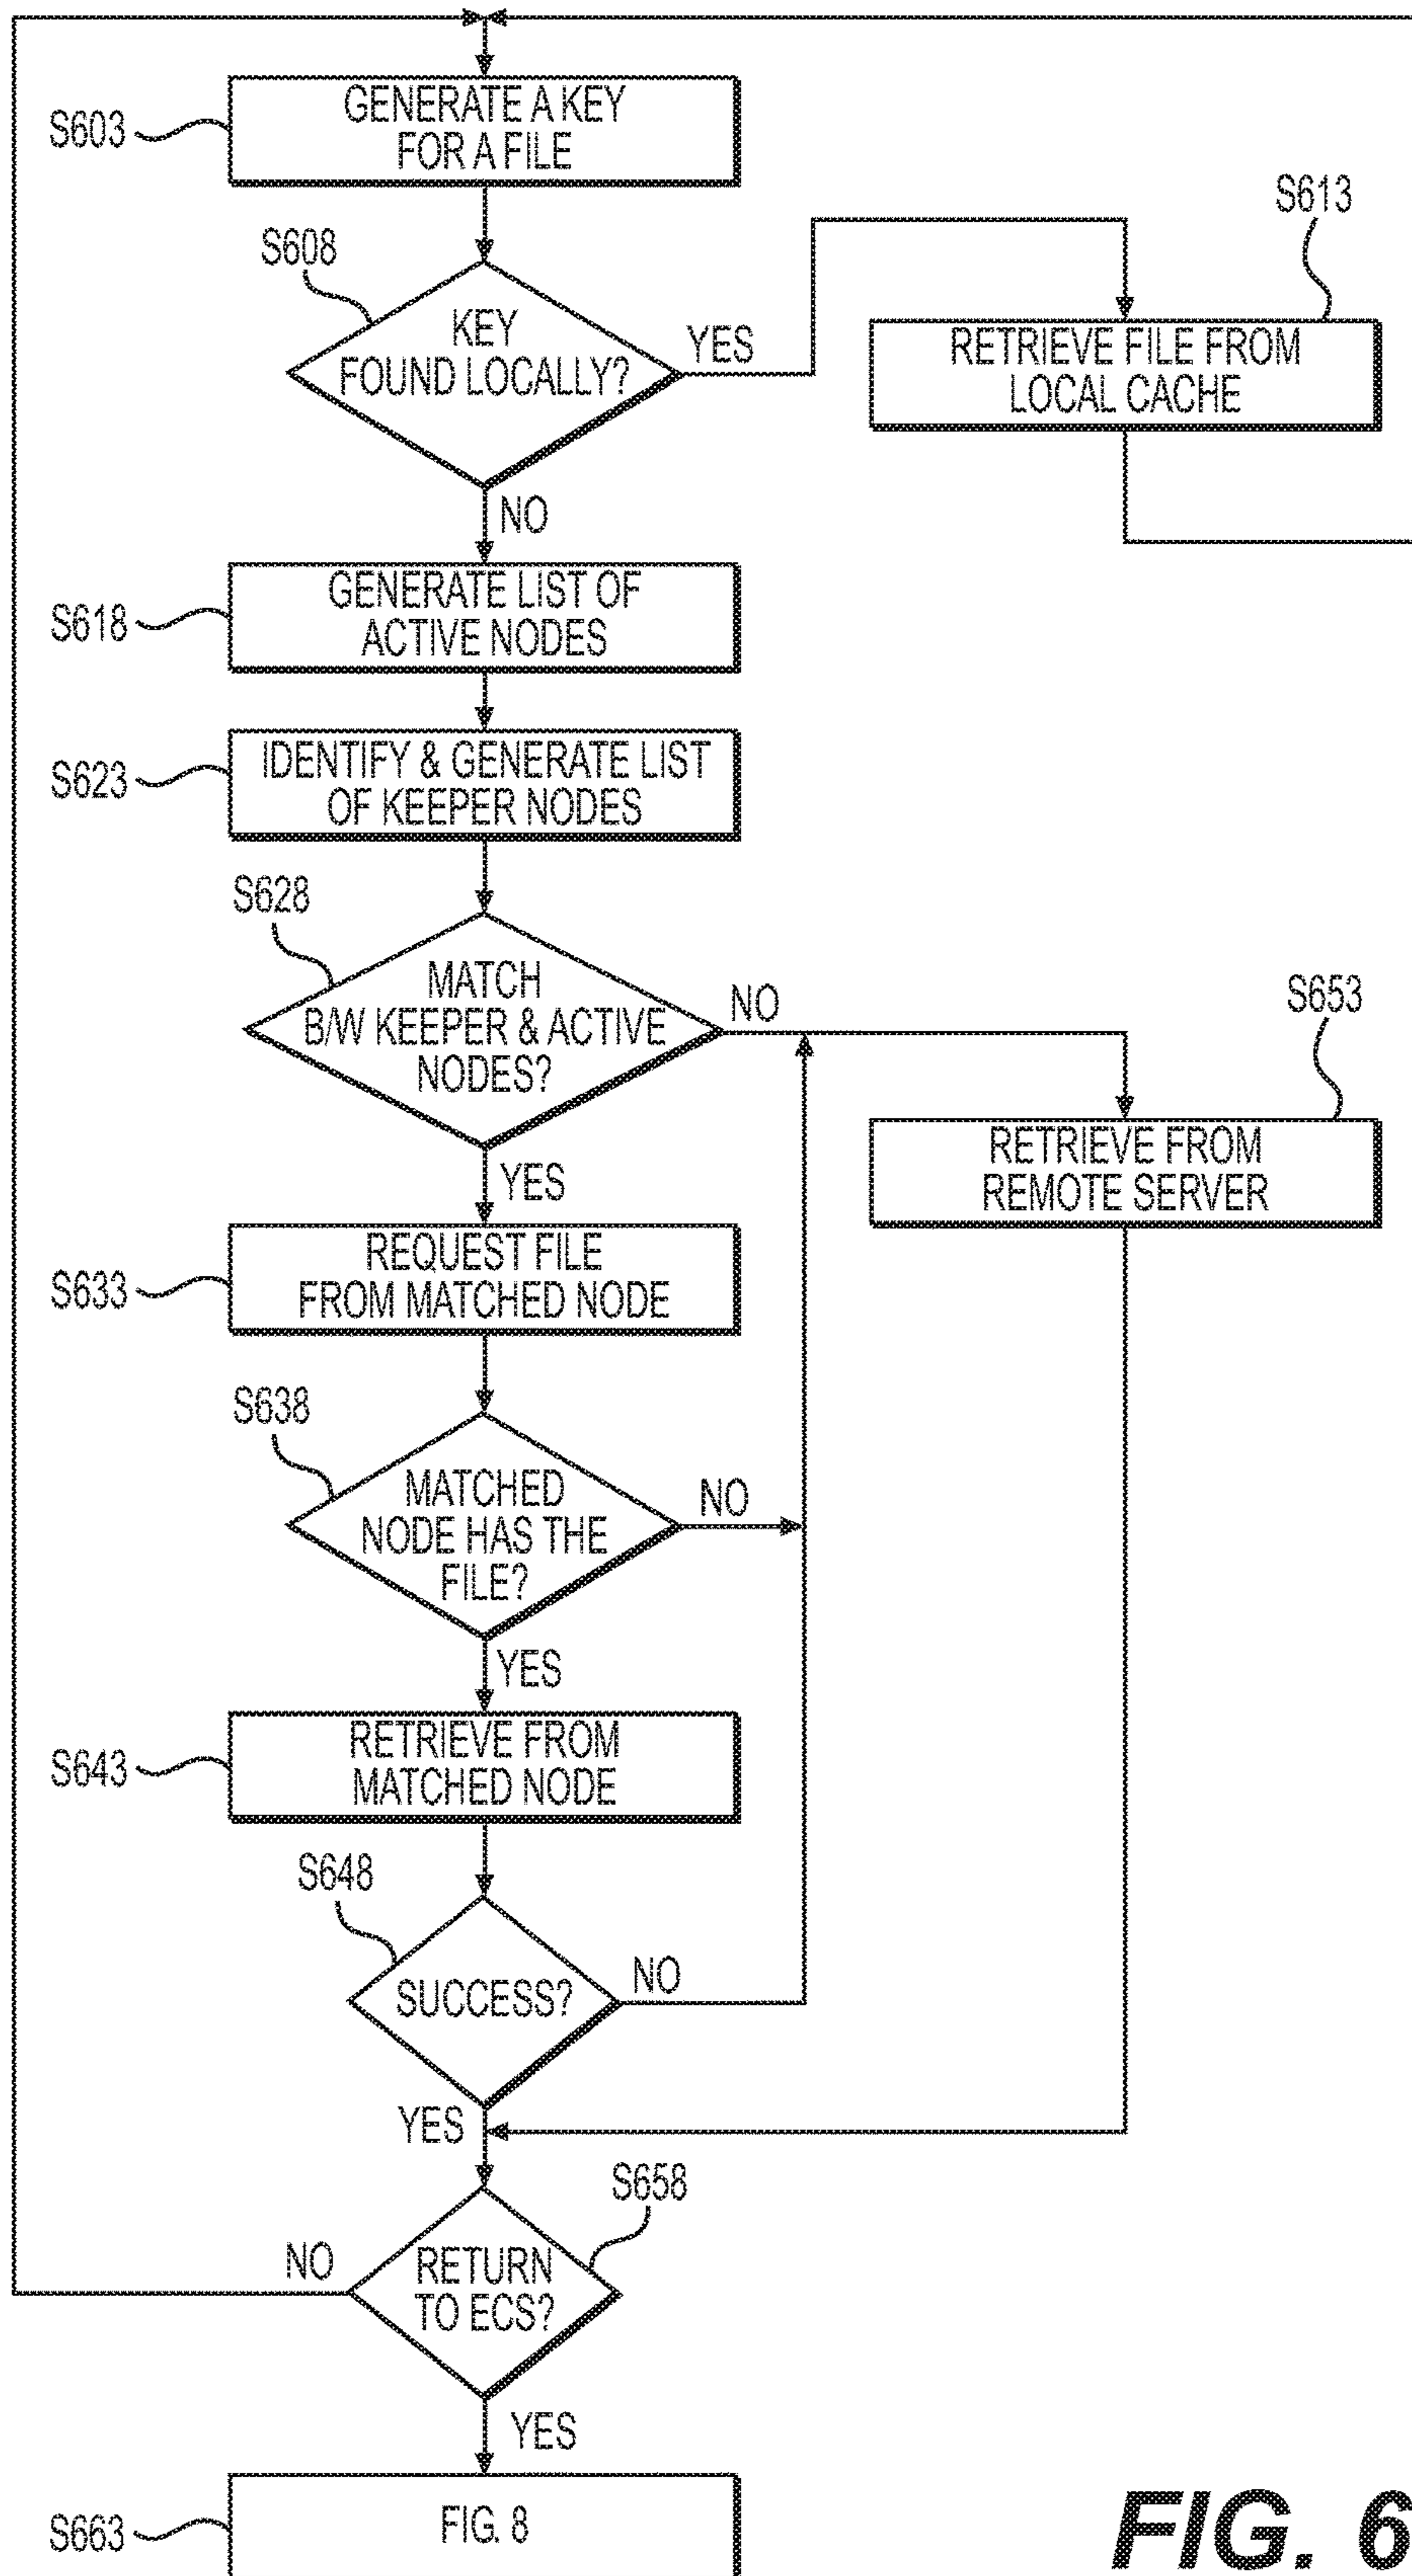 S603
GENERATE A KEY
FOR A FILE
S608
KEY
FOUND LOCALLY?
YES
S613
RETRIEVE FILE FROM
LOCAL CACHE
NO
S618
GENERATE LIST OF
ACTIVE NODES
S623
IDENTIFY & GENERATE LIST
OF KEEPER NODES
S628
MATCH
B/W KEEPER & ACTIVE
NODES?
NO
S653
RETRIEVE FROM
REMOTE SERVER
YES
S633
REQUEST FILE
FROM MATCHED NODE
S638
MATCHED
NODE HAS THE
FILE?
NO
YES
S643
RETRIEVE FROM
MATCHED NODE
S648
SUCCESS?
NO
YES
S658
RETURN
TO ECS?
NO
YES
S663
FIG. 8
FIG. 6